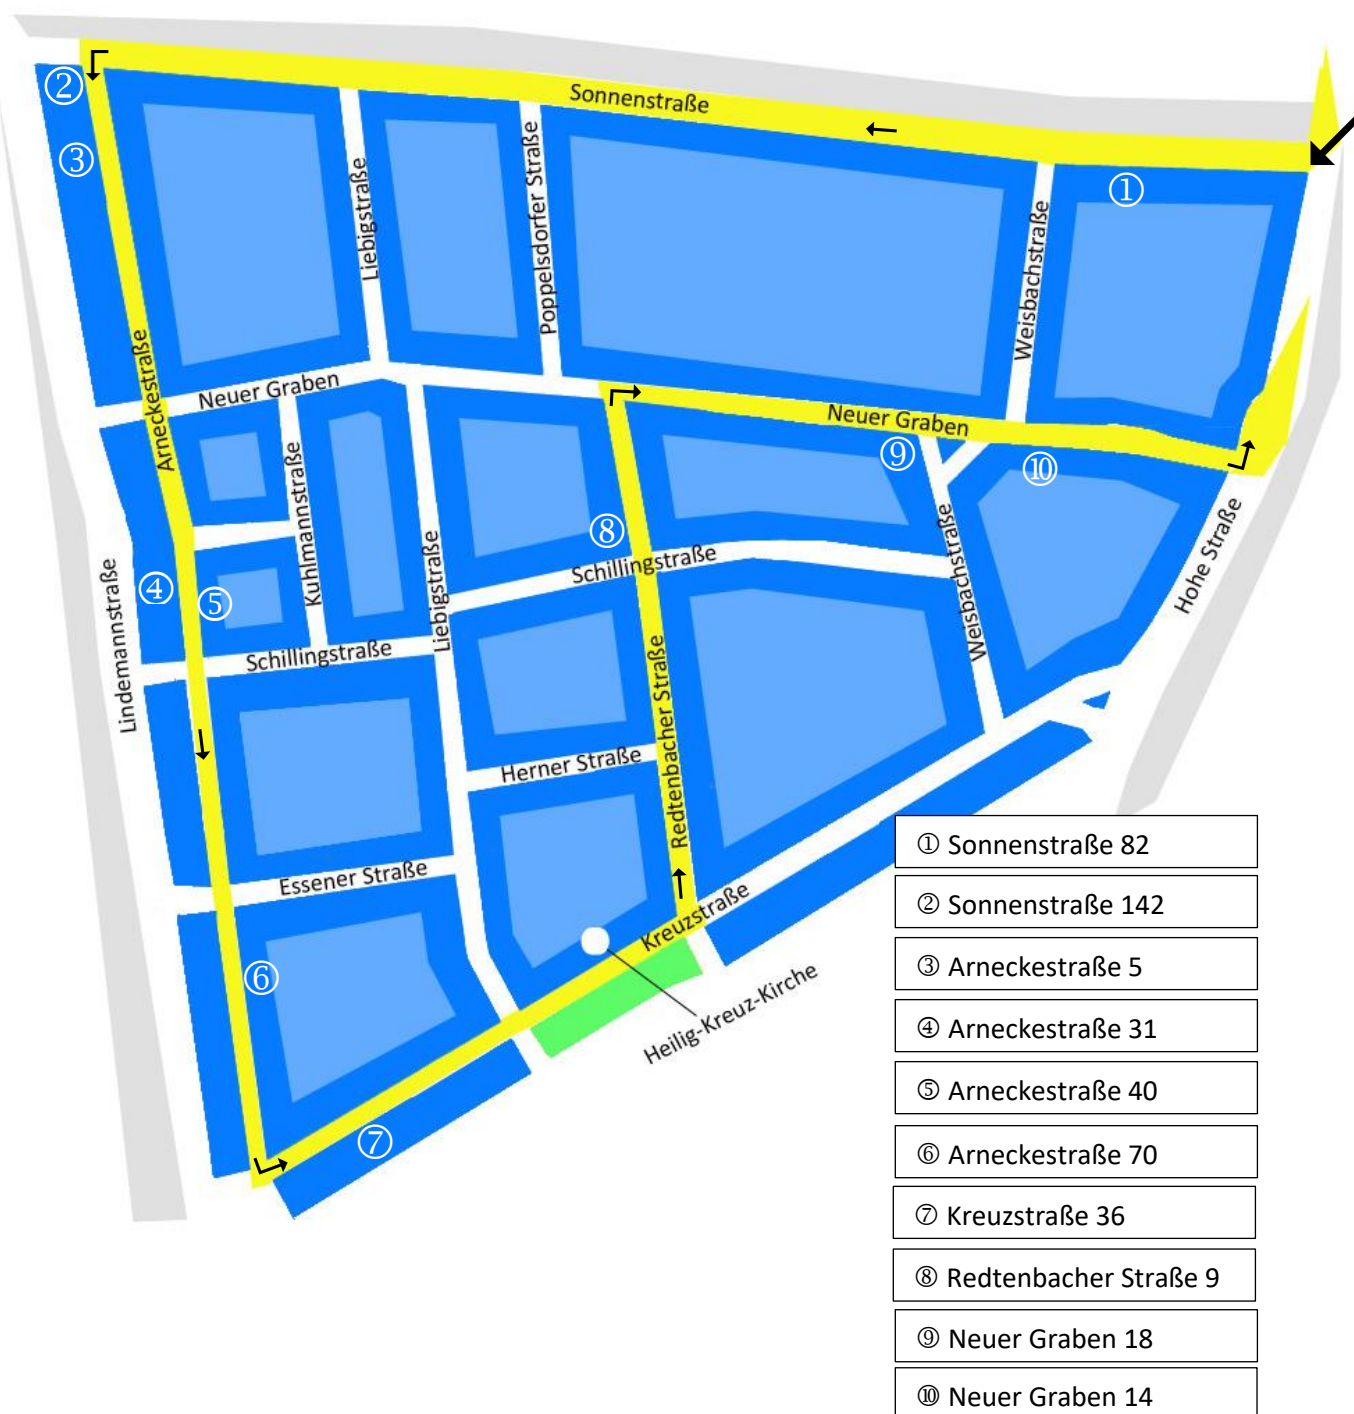 ②
Sonnenstraße
③
①
Liebigstraße
Poppelsdorfer Straße
Weisbachstraße
Arneckestraße
Neuer Graben
Arneckestraße
Neuer Graben
⑨
⑩
Kuhlmannstraße
Liebigstraße
⑧
Schillingstraße
Weisbachstraße
Hohe Straße
④
⑤
Lindemannstraße
Schillingstraße
Redtenbacher Straße
Herner Straße
Essener Straße
Kreuzstraße
⑥
Heilig-Kreuz-Kirche
⑦
① Sonnenstraße 82
② Sonnenstraße 142
③ Arneckestraße 5
④ Arneckestraße 31
⑤ Arneckestraße 40
⑥ Arneckestraße 70
⑦ Kreuzstraße 36
⑧ Redtenbacher Straße 9
⑨ Neuer Graben 18
⑩ Neuer Graben 14